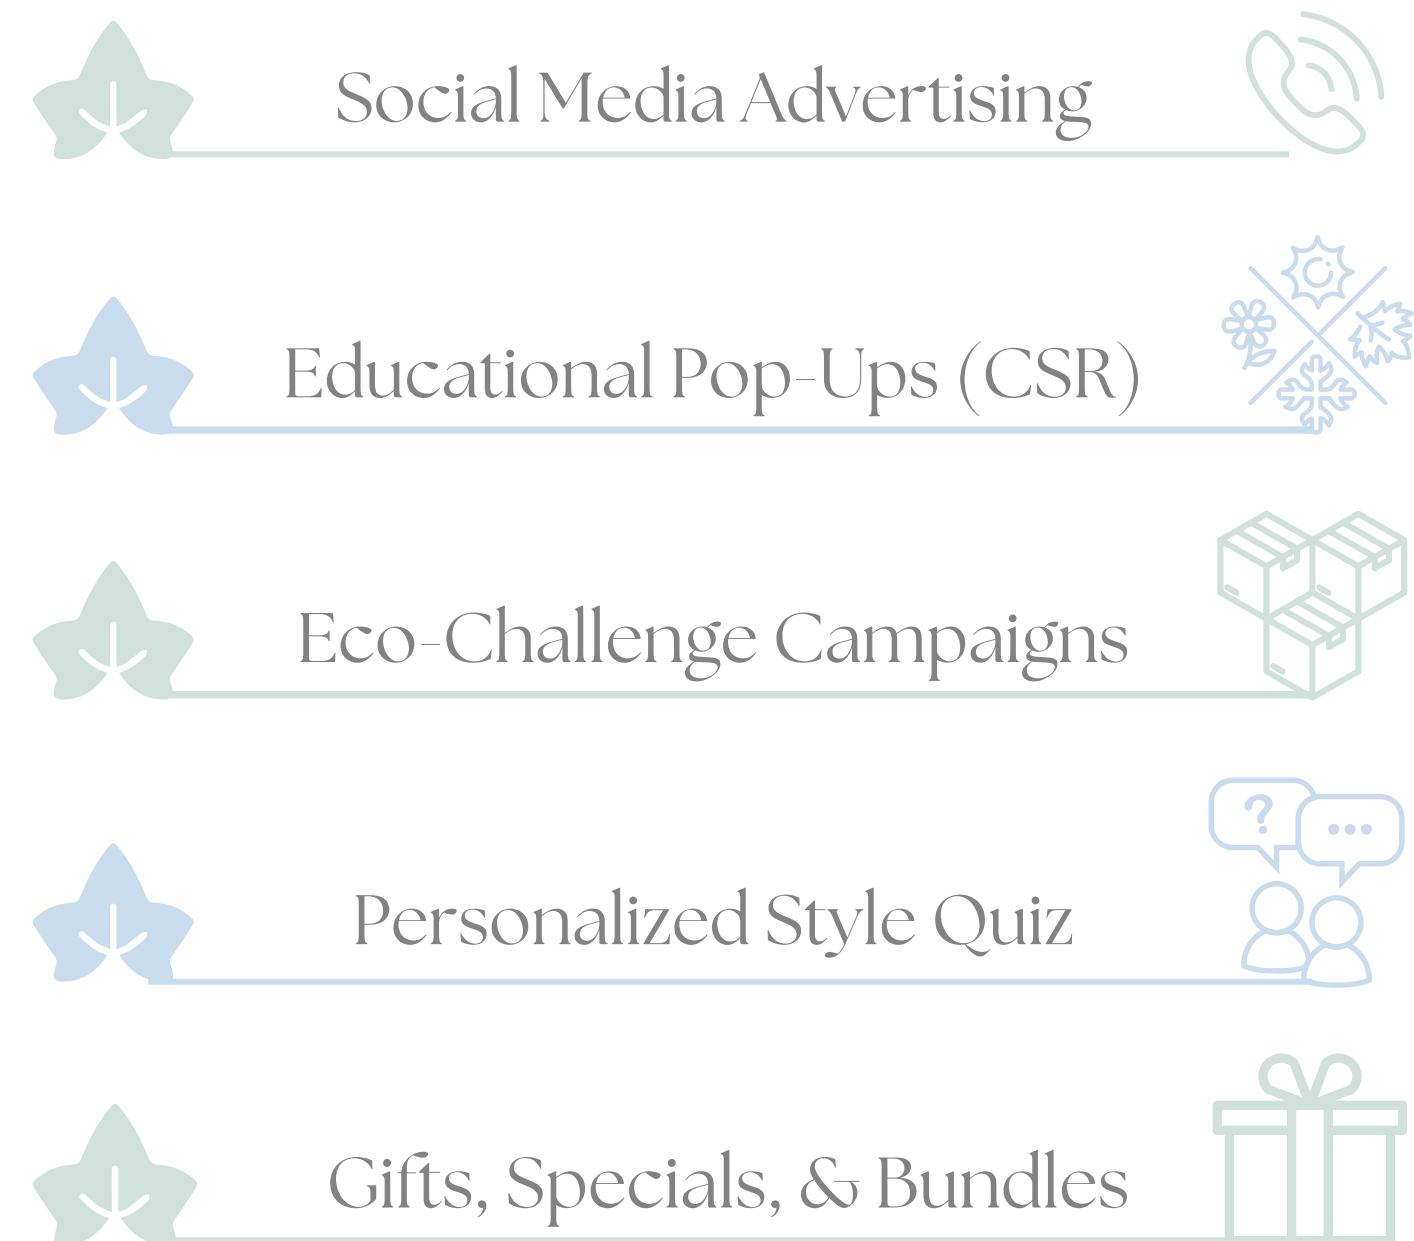 Social Media Advertising
Educational Pop-Ups (CSR)
Eco-Challenge Campaigns
?
Personalized Style Quiz
Gifts, Specials, & Bundles